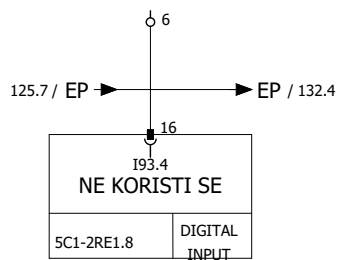 6
125.7 / EP
EP / 132.4
16
I93.4
NE KORISTI SE
5C1-2RE1.8
DIGITAL
INPUT